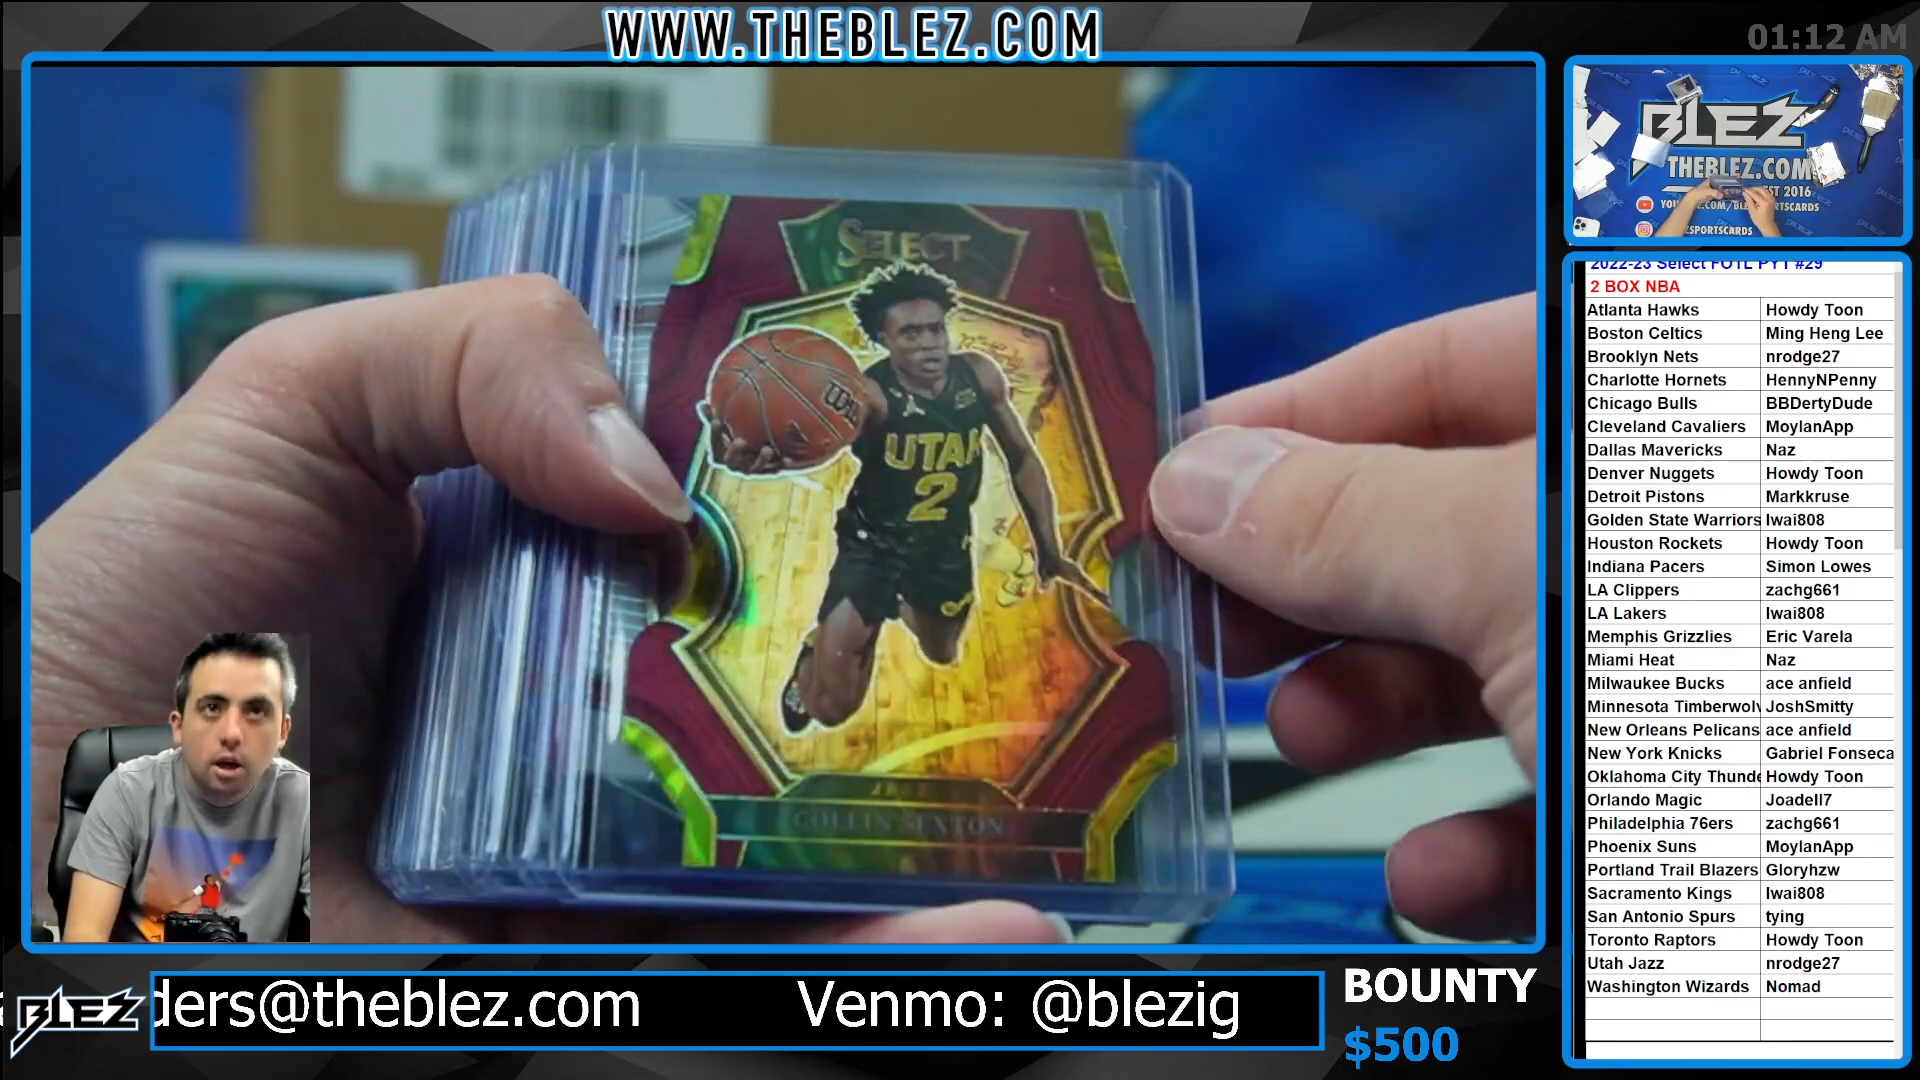 WWW.THEBLEZ.COM
01:12 AM
BLEZ
THEBLEZ.COM
EST 2016
SELECT
Wil
UTAH
2
JAZZ
COLLIN SEXTON
2022-23 Select FOTL PYT #29
2 BOX NBA
Atlanta Hawks Howdy Toon
Boston Celtics Ming Heng Lee
Brooklyn Nets nrodge27
Charlotte Hornets HennyNPenny
Chicago Bulls BBDertyDude
Cleveland Cavaliers MoylanApp
Dallas Mavericks Naz
Denver Nuggets Howdy Toon
Detroit Pistons Markkruse
Golden State Warriors Iwai808
Houston Rockets Howdy Toon
Indiana Pacers Simon Lowes
LA Clippers zachg661
LA Lakers Iwai808
Memphis Grizzlies Eric Varela
Miami Heat Naz
Milwaukee Bucks ace anfield
Minnesota Timberwolv JoshSmitty
New Orleans Pelicans ace anfield
New York Knicks Gabriel Fonseca
Oklahoma City Thunde Howdy Toon
Orlando Magic Joadell7
Philadelphia 76ers zachg661
Phoenix Suns MoylanApp
Portland Trail Blazers Gloryhzw
Sacramento Kings Iwai808
San Antonio Spurs tying
Toronto Raptors Howdy Toon
Utah Jazz nrodge27
Washington Wizards Nomad
BLEZ
ders@theblez.com Venmo: @blezig
BOUNTY
$500